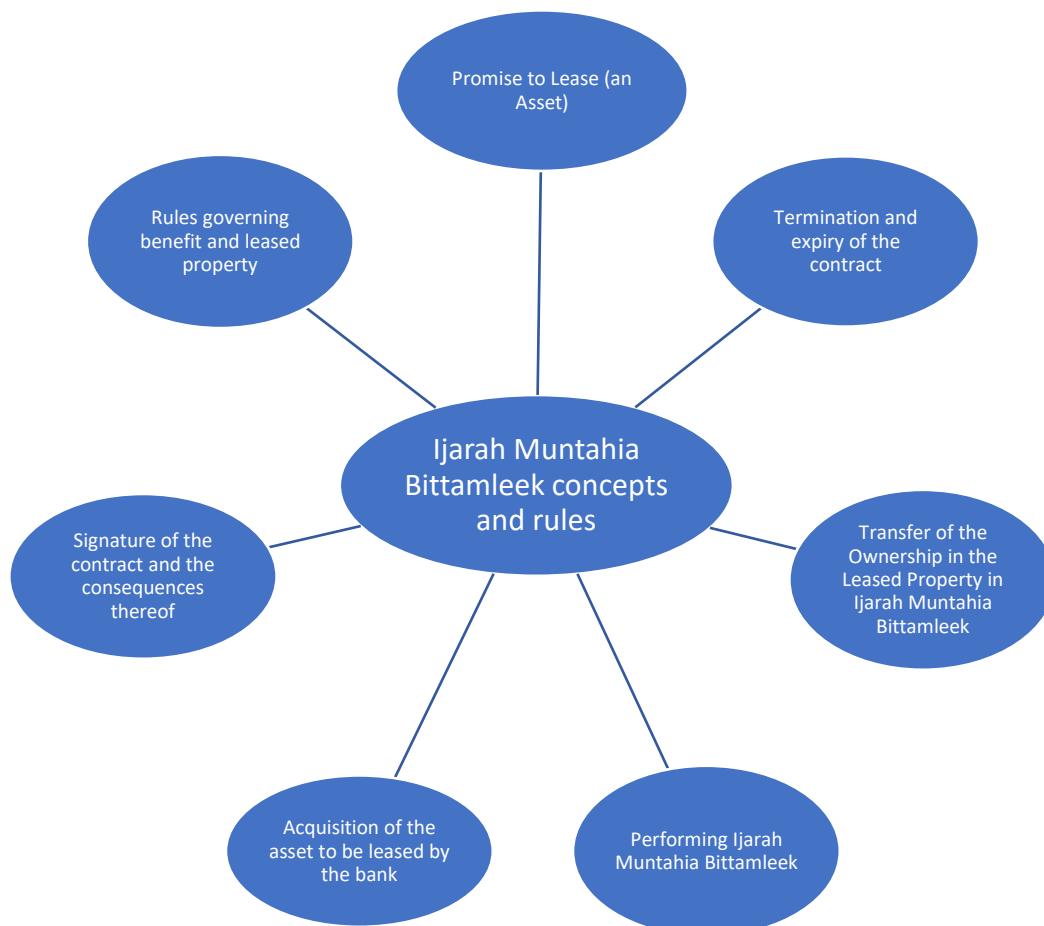 Promise to Lease (an
Asset)
Rules governing
benefit and leased
property
Termination and
expiry of the
contract
Ijarah Muntahia
Bittamleek concepts
and rules
Signature of the
contract and the
consequences
thereof
Transfer of the
Ownership in the
Leased Property in
Ijarah Muntahia
Bittamleek
Acquisition of the
asset to be leased by
the bank
Performing Ijarah
Muntahia Bittamleek